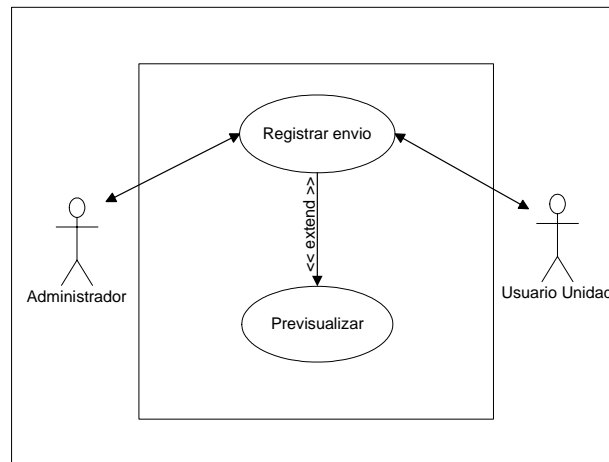 Registrar envio
<< extend >>
Administrador
Usuario Unidad
Previsualizar